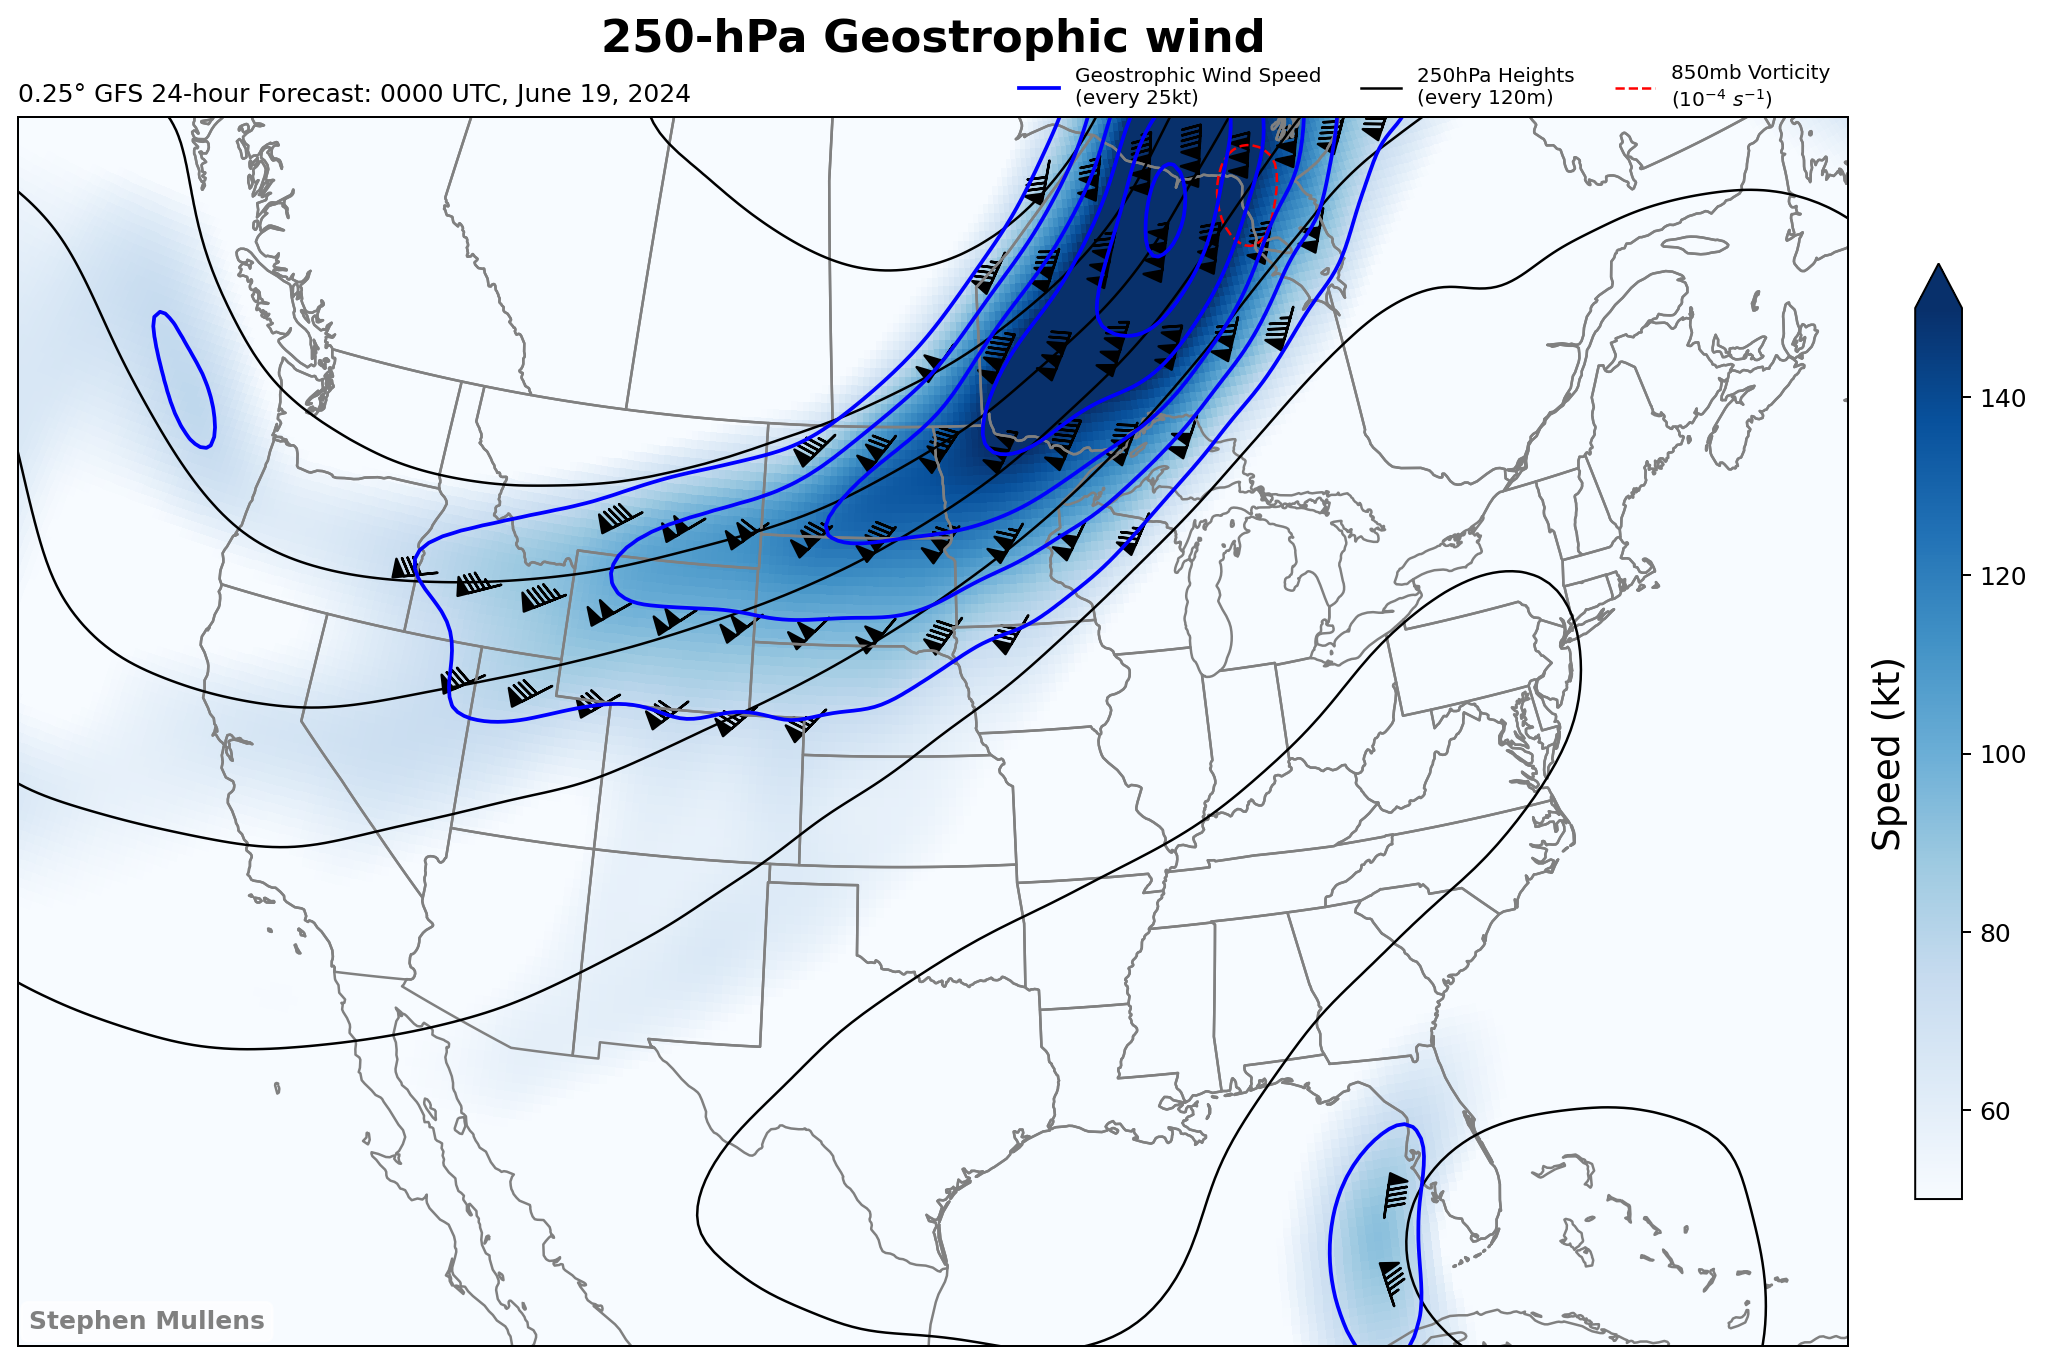 250-hPa Geostrophic wind
0.25° GFS 24-hour Forecast: 0000 UTC, June 19, 2024
Geostrophic Wind Speed
(every 25kt)
250hPa Heights
(every 120m)
850mb Vorticity
(10⁻⁴ s⁻¹)
140
120
100
80
60
Speed (kt)
Stephen Mullens